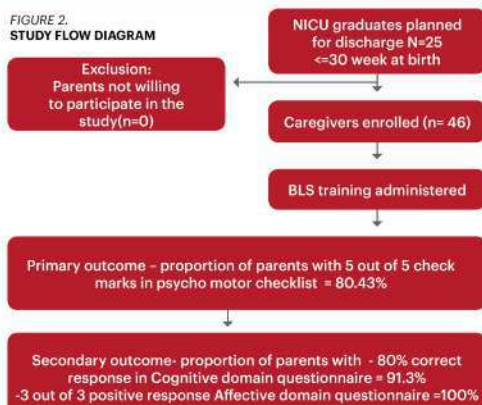 FIGURE 2.
STUDY FLOW DIAGRAM
NICU graduates planned
for discharge N=25
<=30 week at birth
Exclusion:
Parents not willing
to participate in the
study(n=0)
Caregivers enrolled (n= 46)
BLS training administered
Primary outcome – proportion of parents with 5 out of 5 check
marks in psycho motor checklist = 80.43%
Secondary outcome- proportion of parents with - 80% correct
response in Cognitive domain questionnaire = 91.3%
-3 out of 3 positive response Affective domain questionnaire =100%